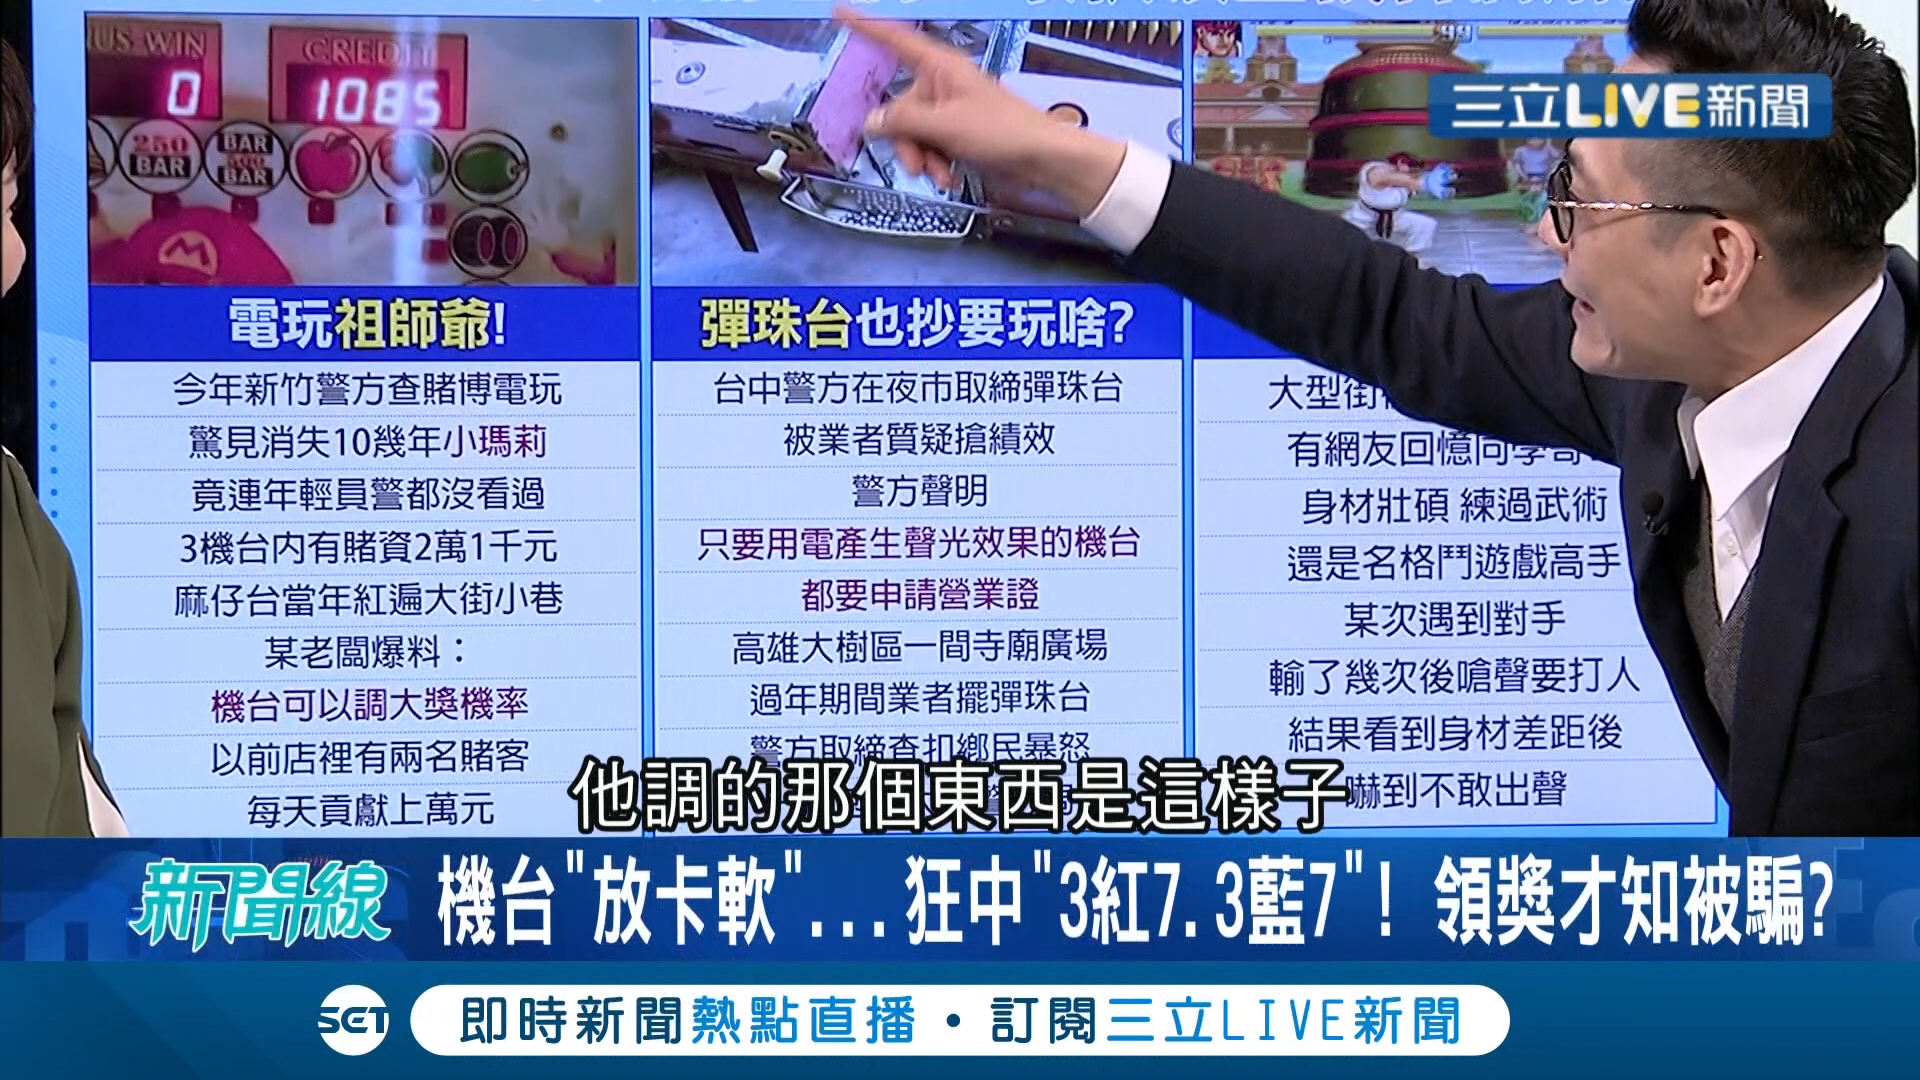 US WIN
CREDIT
0
1085
250
BAR
BAR
500
BAR
M
99
三立LIVE新聞
電玩祖師爺!
今年新竹警方查賭博電玩
驚見消失10幾年小瑪莉
竟連年輕員警都沒看過
3機台內有賭資2萬1千元
麻仔台當年紅遍大街小巷
某老闆爆料：
機台可以調大獎機率
以前店裡有兩名賭客
每天貢獻上萬元
彈珠台也抄要玩啥?
台中警方在夜市取締彈珠台
被業者質疑搶績效
警方聲明
只要用電產生聲光效果的機台
都要申請營業證
高雄大樹區一間寺廟廣場
過年期間業者擺彈珠台
警方取締查扣鄉民暴怒
大型街
有網友回憶同學
身材壯碩 練過武術
還是名格鬥遊戲高手
某次遇到對手
輸了幾次後嗆聲要打人
結果看到身材差距後
嚇到不敢出聲
他調的那個東西是這樣子
新聞線
機台"放卡軟"...狂中"3紅7.3藍7"! 領獎才知被騙?
SET
即時新聞熱點直播・訂閱三立LIVE新聞